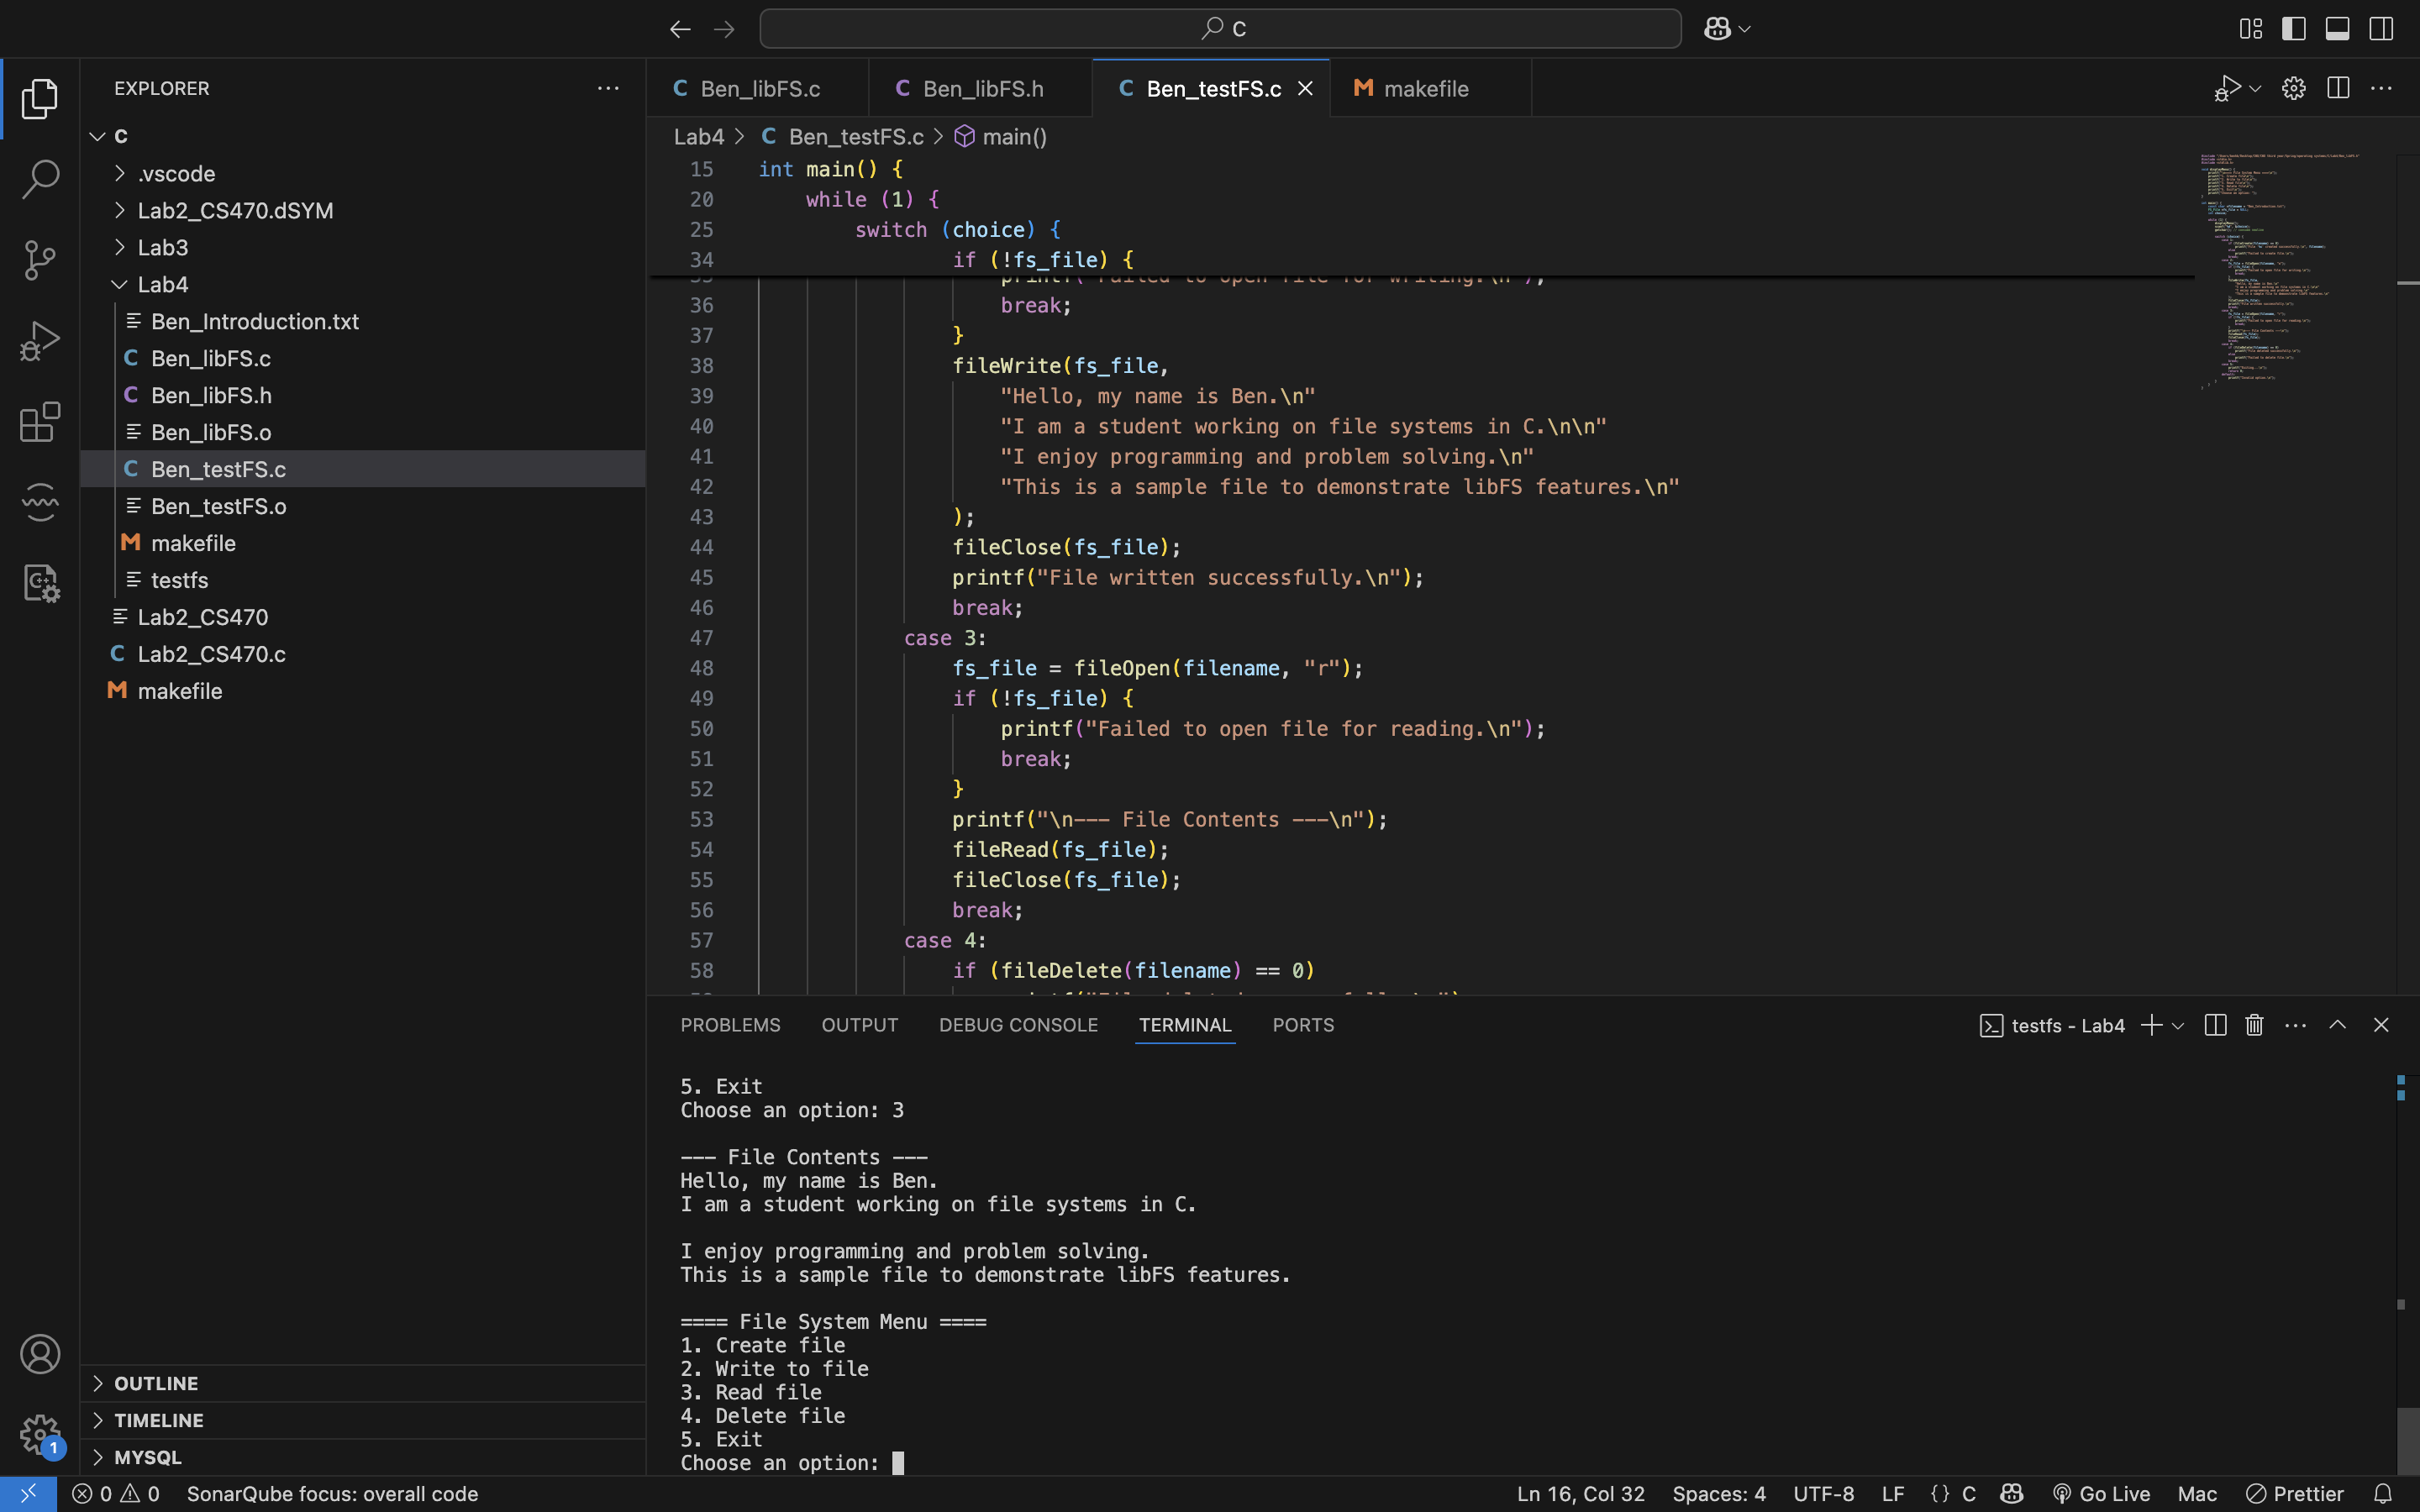 C
EXPLORER
C
.vscode
Lab2_CS470.dSYM
Lab3
Lab4
Ben_Introduction.txt
Ben_libFS.c
Ben_libFS.h
Ben_libFS.o
Ben_testFS.c
Ben_testFS.o
makefile
testfs
Lab2_CS470
Lab2_CS470.c
makefile
OUTLINE
TIMELINE
MYSQL
Ben_libFS.c Ben_libFS.h Ben_testFS.c makefile
Lab4 > C Ben_testFS.c > main()
15 int main() {
20 while (1) {
25 switch (choice) {
34 if (!fs_file) {
35 printf("Failed to open file for writing.\n");
36 break;
37 }
38 fileWrite(fs_file,
39 "Hello, my name is Ben.\n"
40 "I am a student working on file systems in C.\n\n"
41 "I enjoy programming and problem solving.\n"
42 "This is a sample file to demonstrate libFS features.\n"
43 );
44 fileClose(fs_file);
45 printf("File written successfully.\n");
46 break;
47 case 3:
48 fs_file = fileOpen(filename, "r");
49 if (!fs_file) {
50 printf("Failed to open file for reading.\n");
51 break;
52 }
53 printf("\n--- File Contents ---\n");
54 fileRead(fs_file);
55 fileClose(fs_file);
56 break;
57 case 4:
58 if (fileDelete(filename) == 0)
PROBLEMS OUTPUT DEBUG CONSOLE TERMINAL PORTS
testfs - Lab4
5. Exit
Choose an option: 3
--- File Contents ---
Hello, my name is Ben.
I am a student working on file systems in C.
I enjoy programming and problem solving.
This is a sample file to demonstrate libFS features.
==== File System Menu ====
1. Create file
2. Write to file
3. Read file
4. Delete file
5. Exit
Choose an option:
1
0 0 SonarQube focus: overall code Ln 16, Col 32 Spaces: 4 UTF-8 LF {} C Go Live Mac Prettier